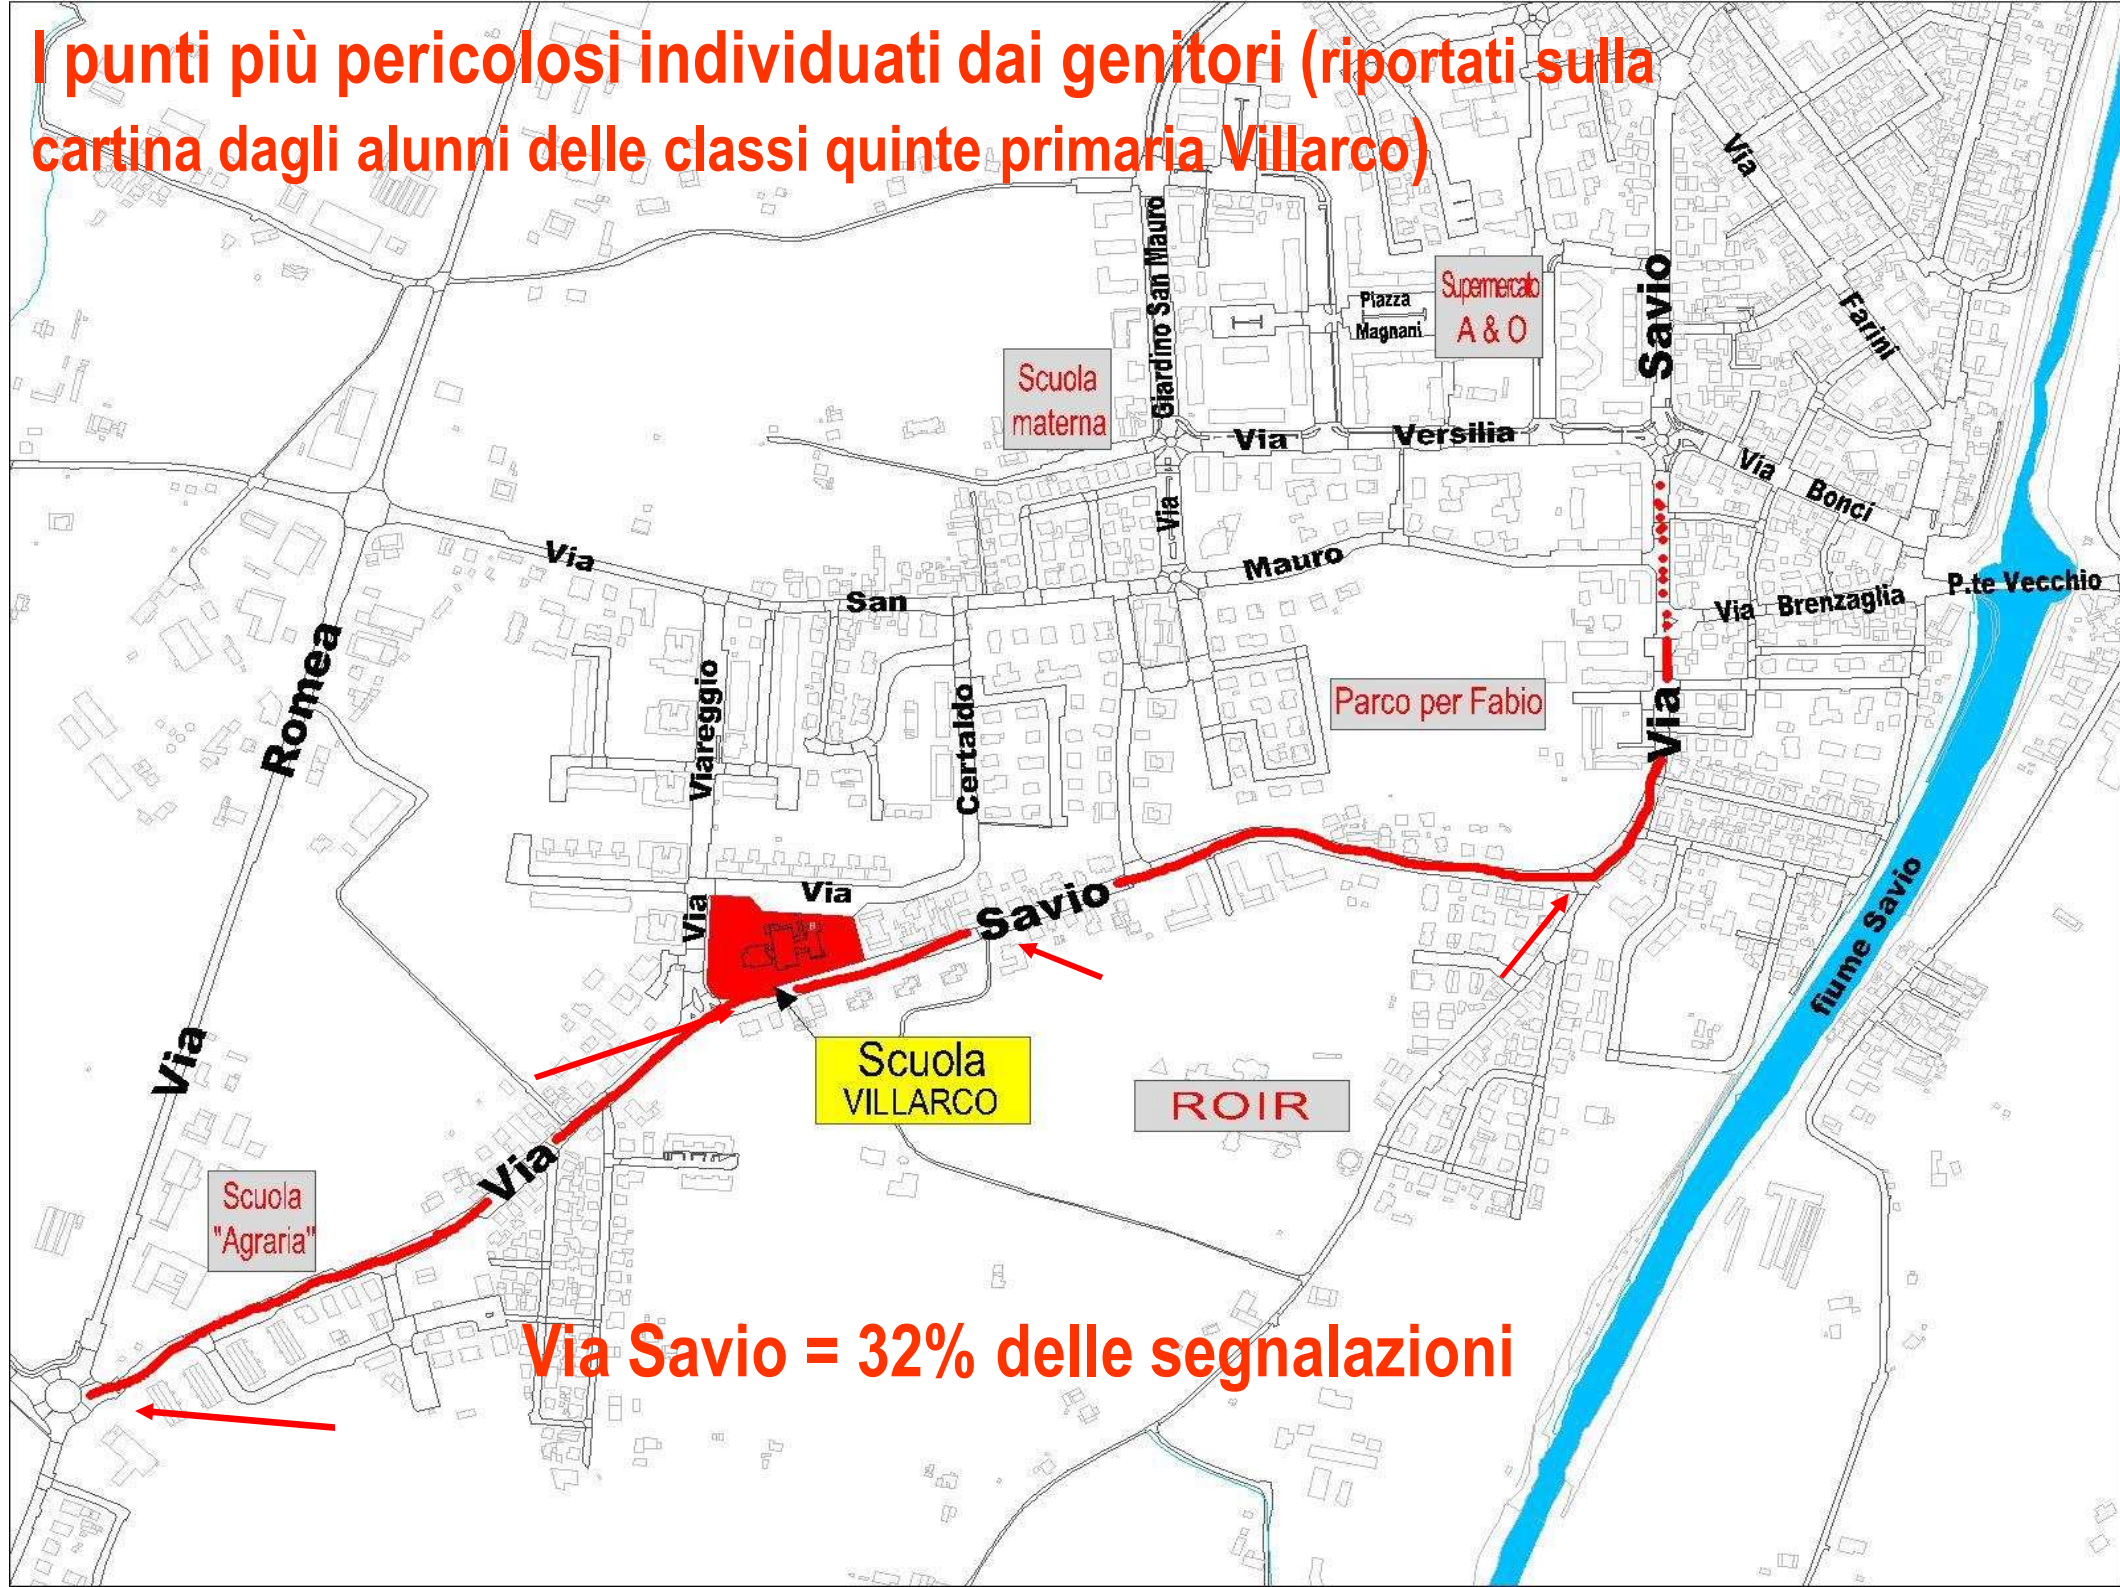 I punti più pericolosi individuati dai genitori (riportati sulla
cartina dagli alunni delle classi quinte primaria Villarco)
Via
Farini
Savio
Giardino San Mauro
Piazza
Magnani
Supermercato
A & O
Scuola
materna
Via Versilia
Via Bonci
Via
Via San Mauro
Via Brenzaglia
P.te Vecchio
Via Romea
Viareggio
Certaldo
Parco per Fabio
Via
Via
Via
Savio
fiume Savio
Scuola
VILLARCO
ROIR
Via
Scuola
"Agraria"
Via Savio = 32% delle segnalazioni